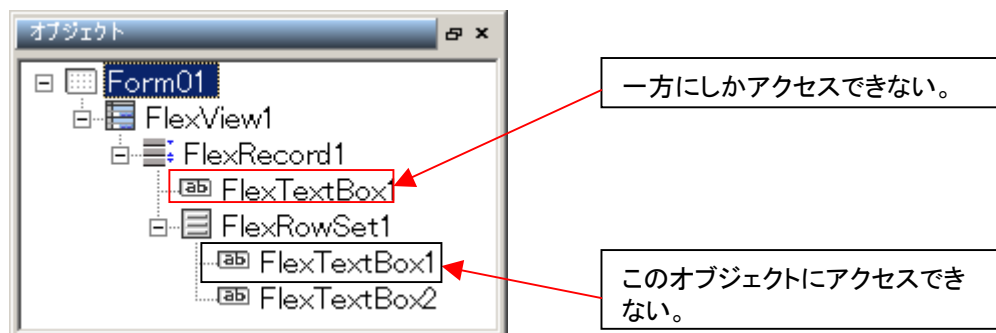 オブジェクト
Form01
一方にしかアクセスできない。
FlexView1
FlexRecord1
FlexTextBox1
FlexRowSet1
FlexTextBox1
このオブジェクトにアクセスでき
ない。
FlexTextBox2